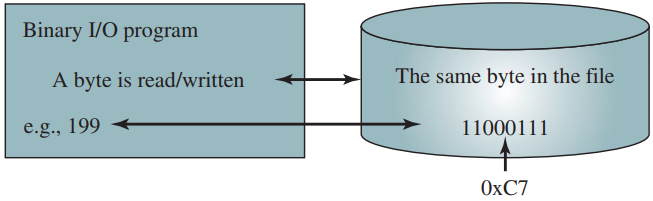 Binary I/O program
A byte is read/written
e.g., 199
The same byte in the file
11000111
0xC7